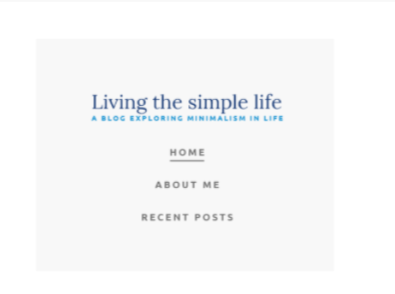 Living the simple life
A BLOG EXPLORING MINIMALISM IN LIFE
HOME
ABOUT ME
RECENT POSTS